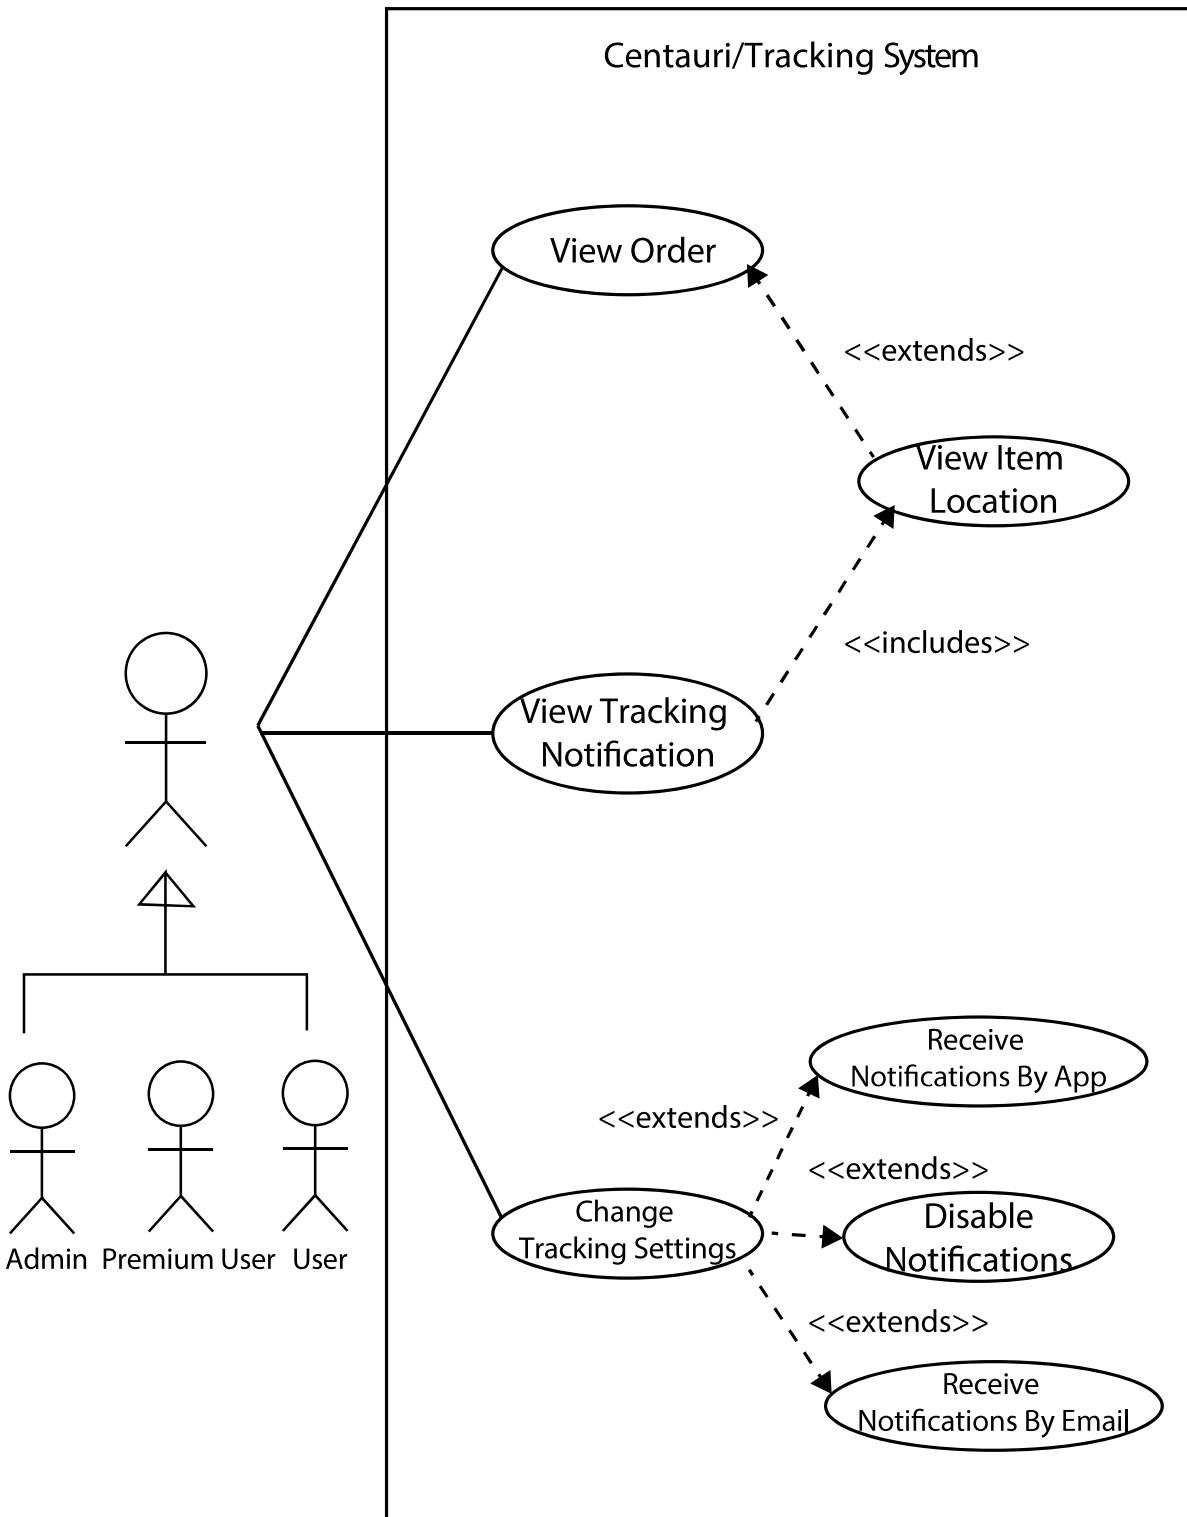 Centauri/Tracking System
View Order
<<extends>>
View Item
Location
<<includes>>
View Tracking
Notification
Receive
Notifications By App
<<extends>>
<<extends>>
Change
Tracking Settings
Disable
Notifications
Admin Premium User User
<<extends>>
Receive
Notifications By Email